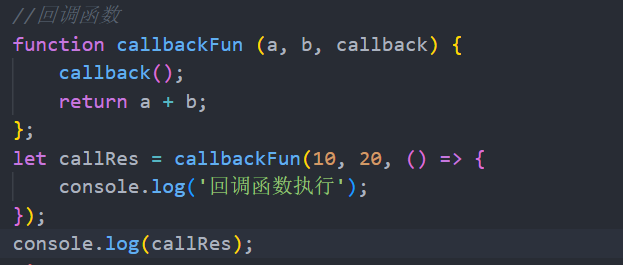 //回调函数
function callbackFun (a, b, callback) {
    callback();
    return a + b;
};
let callRes = callbackFun(10, 20, () => {
    console.log('回调函数执行');
});
console.log(callRes);